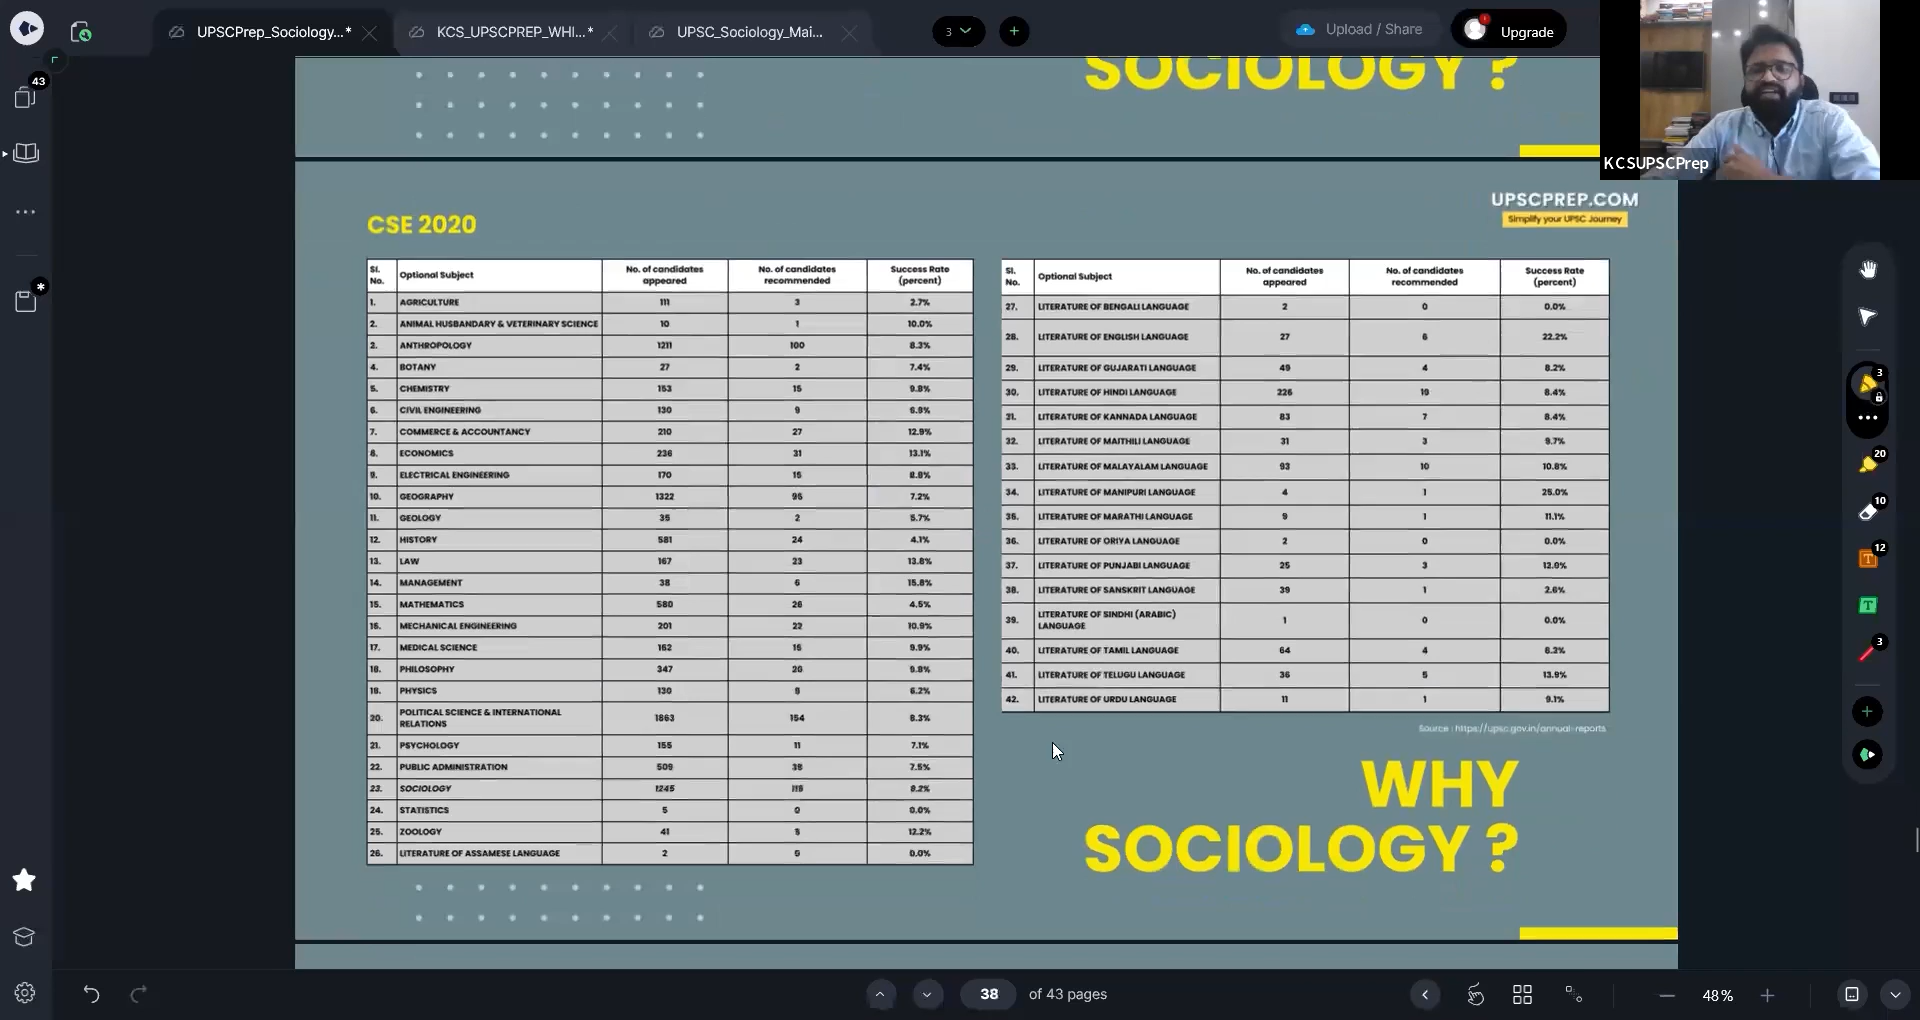 UPSCPrep_Sociology...*
KCS_UPSCPREP_WHI...*
UPSC_Sociology_Mai...
3
Upload / Share
Upgrade
43
SOCIOLOGY ?
KCSUPSCPrep
UPSCPREP.COM
Simplify your UPSC Journey
CSE 2020
Sl. No. Optional Subject No. of candidates appeared No. of candidates recommended Success Rate (percent)
1. AGRICULTURE 111 3 2.7%
2. ANIMAL HUSBANDARY & VETERINARY SCIENCE 10 1 10.0%
2. ANTHROPOLOGY 1211 100 8.3%
4. BOTANY 27 2 7.4%
5. CHEMISTRY 153 15 9.8%
6. CIVIL ENGINEERING 130 9 6.9%
7. COMMERCE & ACCOUNTANCY 210 27 12.9%
8. ECONOMICS 236 31 13.1%
9. ELECTRICAL ENGINEERING 170 15 8.8%
10. GEOGRAPHY 1322 95 7.2%
11. GEOLOGY 35 2 5.7%
12. HISTORY 581 24 4.1%
13. LAW 167 23 13.8%
14. MANAGEMENT 38 6 15.8%
15. MATHEMATICS 580 26 4.5%
16. MECHANICAL ENGINEERING 201 22 10.9%
17. MEDICAL SCIENCE 162 16 9.9%
18. PHILOSOPHY 347
19. PHYSICS 130 8 6.2%
20. POLITICAL SCIENCE & INTERNATIONAL RELATIONS 1863 154 8.3%
21. PSYCHOLOGY 155 11 7.1%
22. PUBLIC ADMINISTRATION 509 38 7.5%
23. SOCIOLOGY 1245
24. STATISTICS 5 0 0.0%
25. ZOOLOGY 41 5 12.2%
26. LITERATURE OF ASSAMESE LANGUAGE 2 0 0.0%
Sl. No. Optional Subject No. of candidates appeared No. of candidates recommended Success Rate (percent)
27. LITERATURE OF BENGALI LANGUAGE 2 0 0.0%
28. LITERATURE OF ENGLISH LANGUAGE 27 6 22.2%
29. LITERATURE OF GUJARATI LANGUAGE 49 4 8.2%
30. LITERATURE OF HINDI LANGUAGE 226 19 8.4%
31. LITERATURE OF KANNADA LANGUAGE 83 7 8.4%
32. LITERATURE OF MAITHILI LANGUAGE 31 3 9.7%
33. LITERATURE OF MALAYALAM LANGUAGE 93 10 10.8%
34. LITERATURE OF MANIPURI LANGUAGE 4 1 25.0%
35. LITERATURE OF MARATHI LANGUAGE 9 1 11.1%
36. LITERATURE OF ORIYA LANGUAGE 2 0 0.0%
37. LITERATURE OF PUNJABI LANGUAGE 25 3
38. LITERATURE OF SANSKRIT LANGUAGE 39 1 2.6%
39. LITERATURE OF SINDHI (ARABIC) LANGUAGE 1 0 0.0%
40. LITERATURE OF TAMIL LANGUAGE 64 4
41. LITERATURE OF TELUGU LANGUAGE 36 5 13.9%
42. LITERATURE OF URDU LANGUAGE 11 1 9.1%
Source : https://upsc.gov.in/annual-reports
WHY
SOCIOLOGY ?
3
20
10
12
3
38 of 43 pages
48%